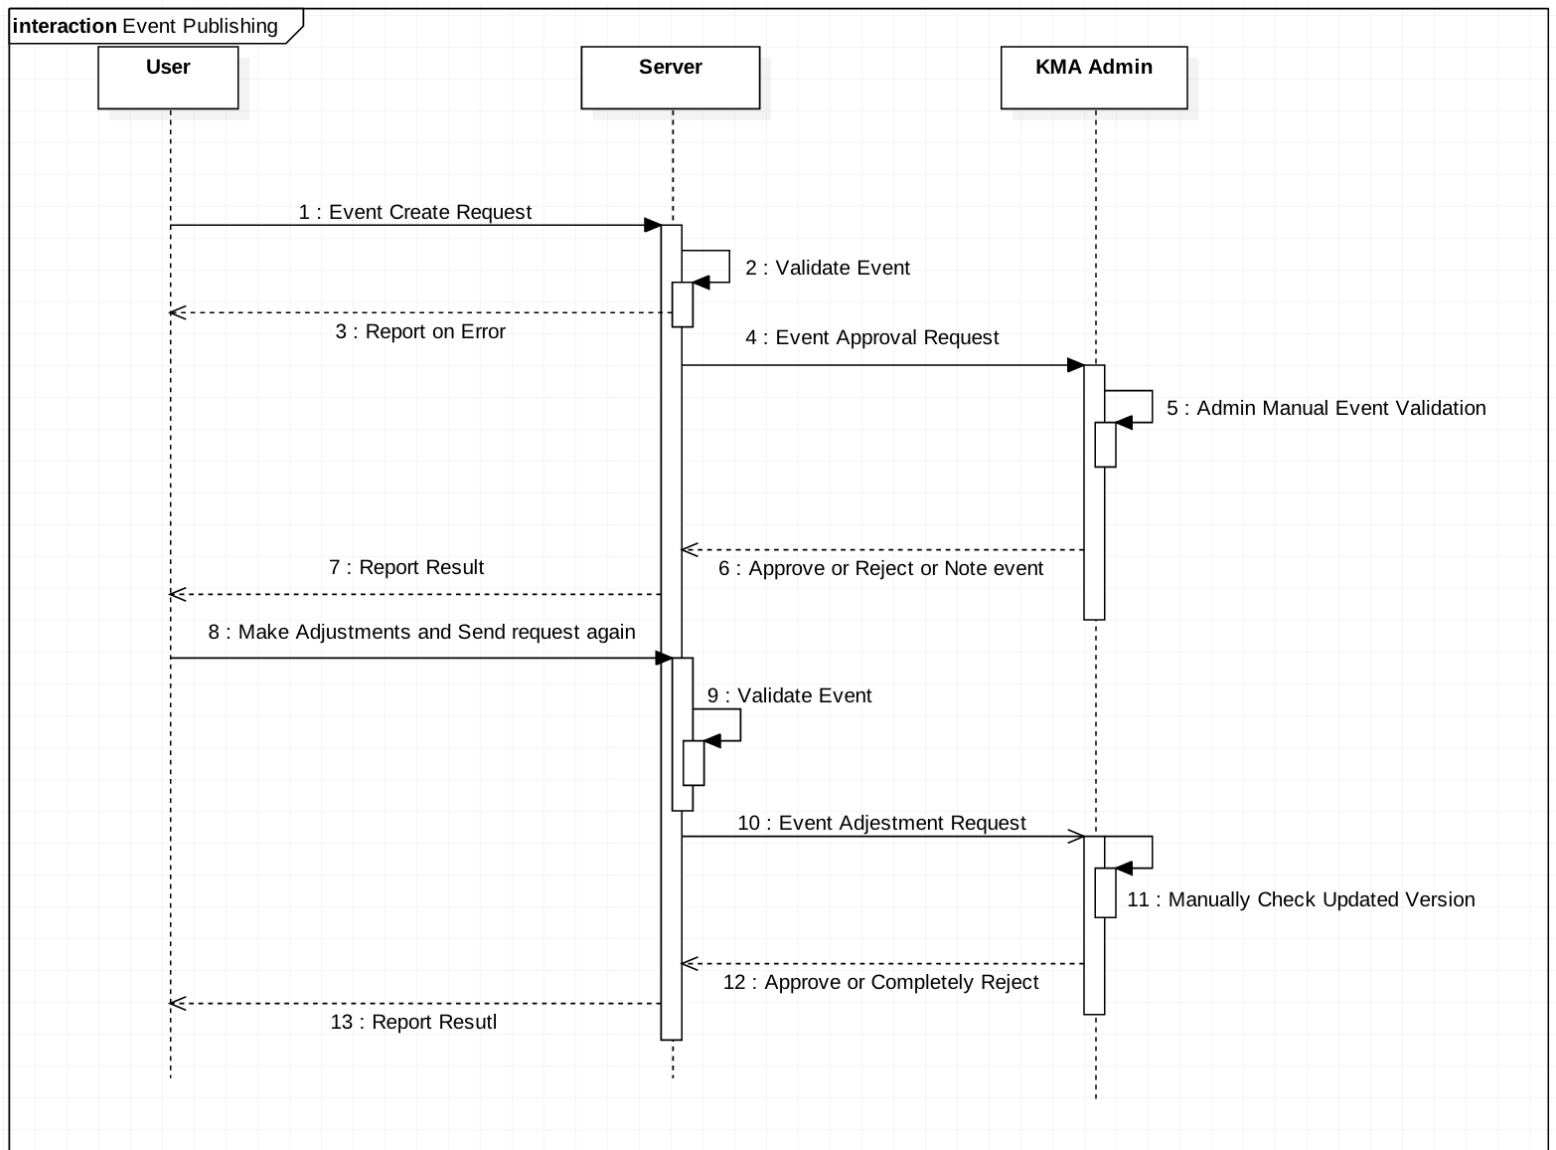 interaction Event Publishing
User
Server
KMA Admin
1 : Event Create Request
2 : Validate Event
3 : Report on Error
4 : Event Approval Request
5 : Admin Manual Event Validation
6 : Approve or Reject or Note event
7 : Report Result
8 : Make Adjustments and Send request again
9 : Validate Event
10 : Event Adjestment Request
11 : Manually Check Updated Version
12 : Approve or Completely Reject
13 : Report Resutl